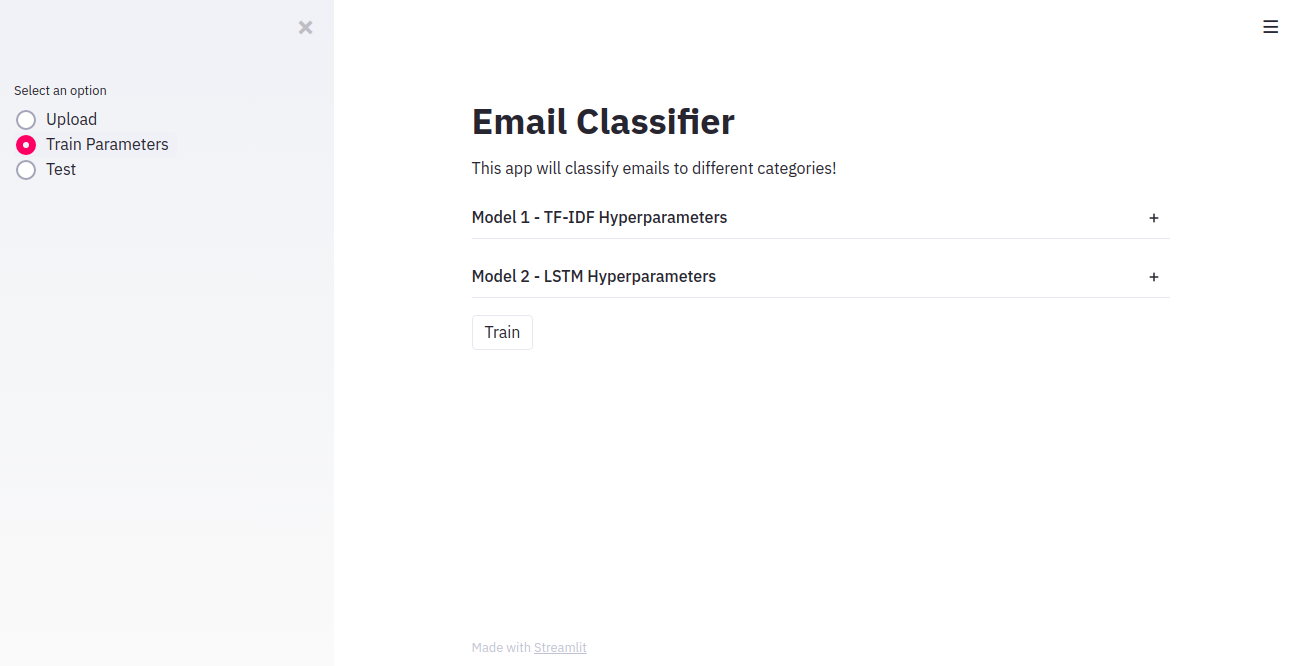 Select an option
Upload
Train Parameters
Test
Email Classifier
This app will classify emails to different categories!
Model 1 - TF-IDF Hyperparameters
Model 2 - LSTM Hyperparameters
Train
Made with Streamlit